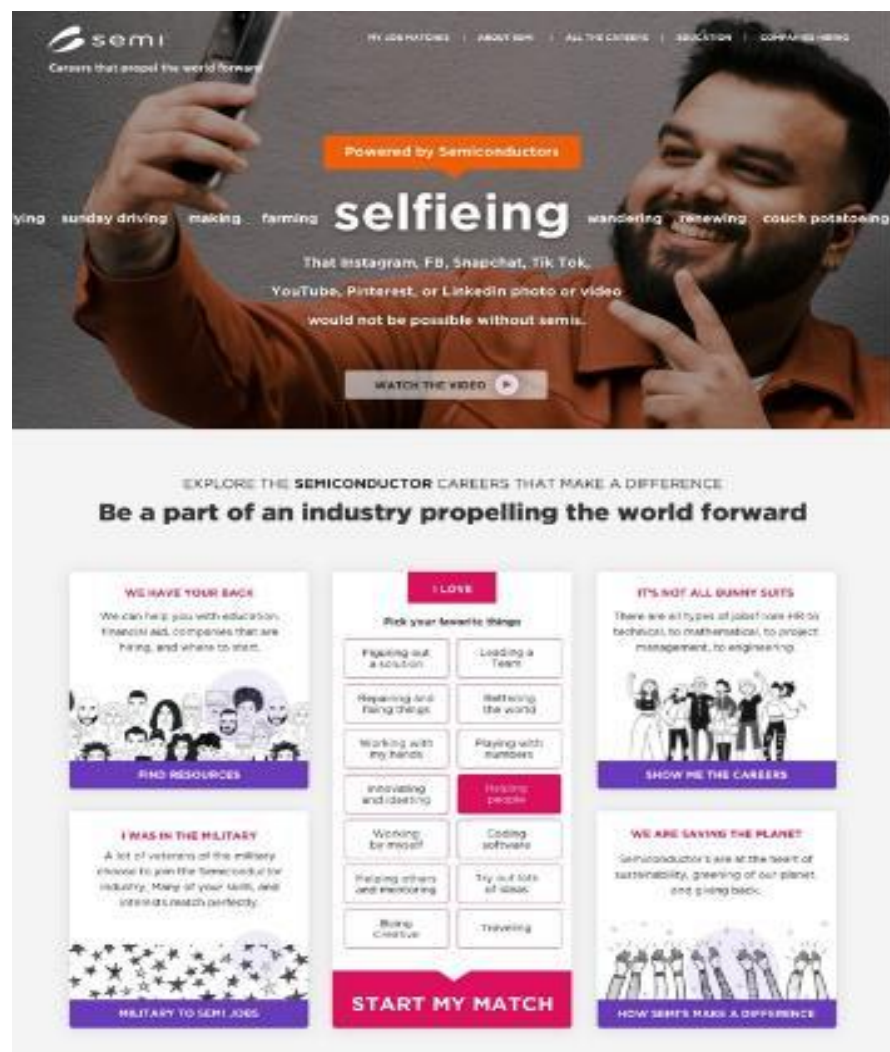 semi
Careers that propel the world forward
MY JOB MATCHES | ABOUT SEMI | ALL THE CAREERS | EDUCATION | COMPANIES HIRING
Powered by Semiconductors
ying sunday driving making farming selfieing wandering renewing couch potatoeing
That Instagram, FB, Snapchat, Tik Tok,
YouTube, Pinterest, or Linkedin photo or video
would not be possible without semis.
WATCH THE VIDEO
EXPLORE THE SEMICONDUCTOR CAREERS THAT MAKE A DIFFERENCE
Be a part of an industry propelling the world forward
WE HAVE YOUR BACK
We can help you with education,
financial aid, companies that are
hiring, and where to start.
FIND RESOURCES
I WAS IN THE MILITARY
A lot of veterans of the military
choose to join the Semiconductor
industry. Many of your skills, and
interests match perfectly.
MILITARY TO SEMI JOBS
I LOVE
Pick your favorite things
Figuring out
a solution
Leading a
Team
Repairing and
fixing things
Bettering
the world
Working with
my hands
Playing with
numbers
Innovating
and ideating
Helping
people
Working
by myself
Coding
software
Helping others
and mentoring
Try out lots
of ideas
Being
Creative
Traveling
START MY MATCH
IT'S NOT ALL BUNNY SUITS
There are all types of jobs from HR to
technical, to mathematical, to project
management, to engineering.
SHOW ME THE CAREERS
WE ARE SAVING THE PLANET
Semiconductor's are at the heart of
sustainability, greening of our planet,
and giving back.
HOW SEMI'S MAKE A DIFFERENCE